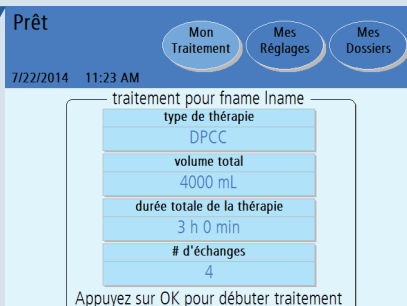 Prêt
Mon
Traitement
Mes
Réglages
Mes
Dossiers
7/22/2014 11:23 AM
traitement pour fname lname
type de thérapie
DPCC
volume total
4000 mL
durée totale de la thérapie
3 h 0 min
# d'échanges
4
Appuyez sur OK pour débuter traitement